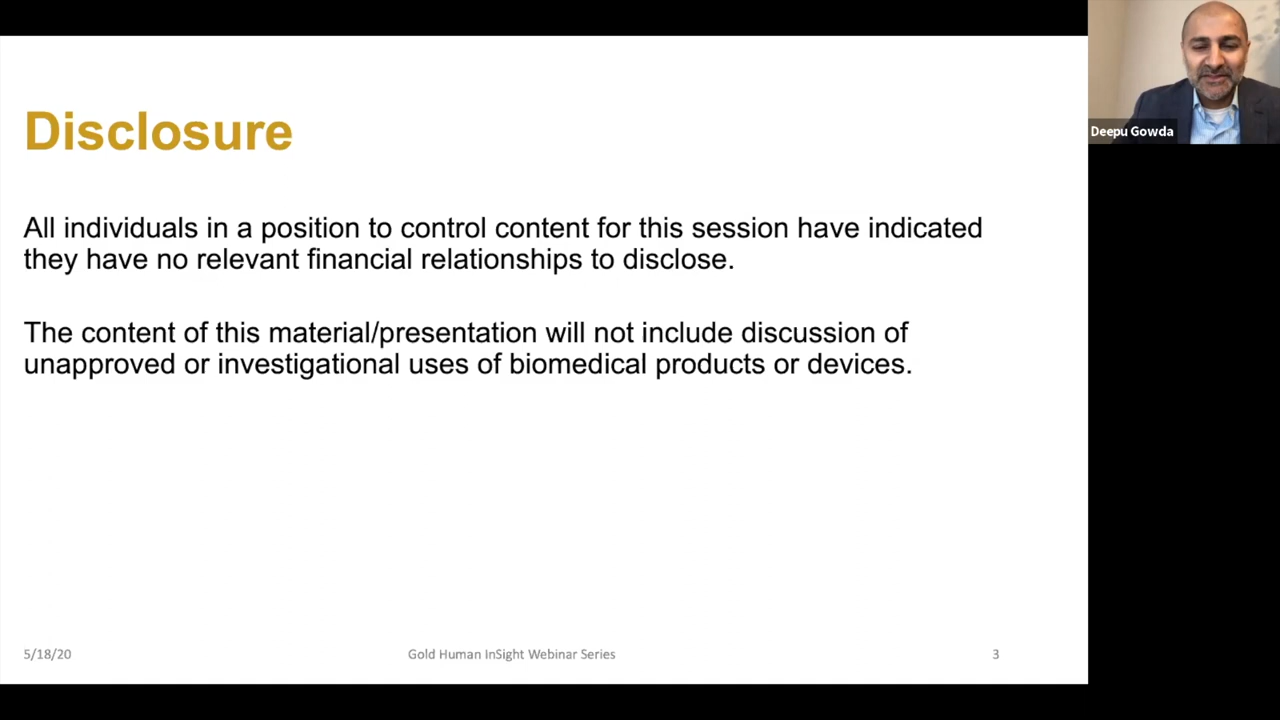 Disclosure
All individuals in a position to control content for this session have indicated
they have no relevant financial relationships to disclose.
The content of this material/presentation will not include discussion of
unapproved or investigational uses of biomedical products or devices.
5/18/20
Gold Human InSight Webinar Series
3
Deepu Gowda